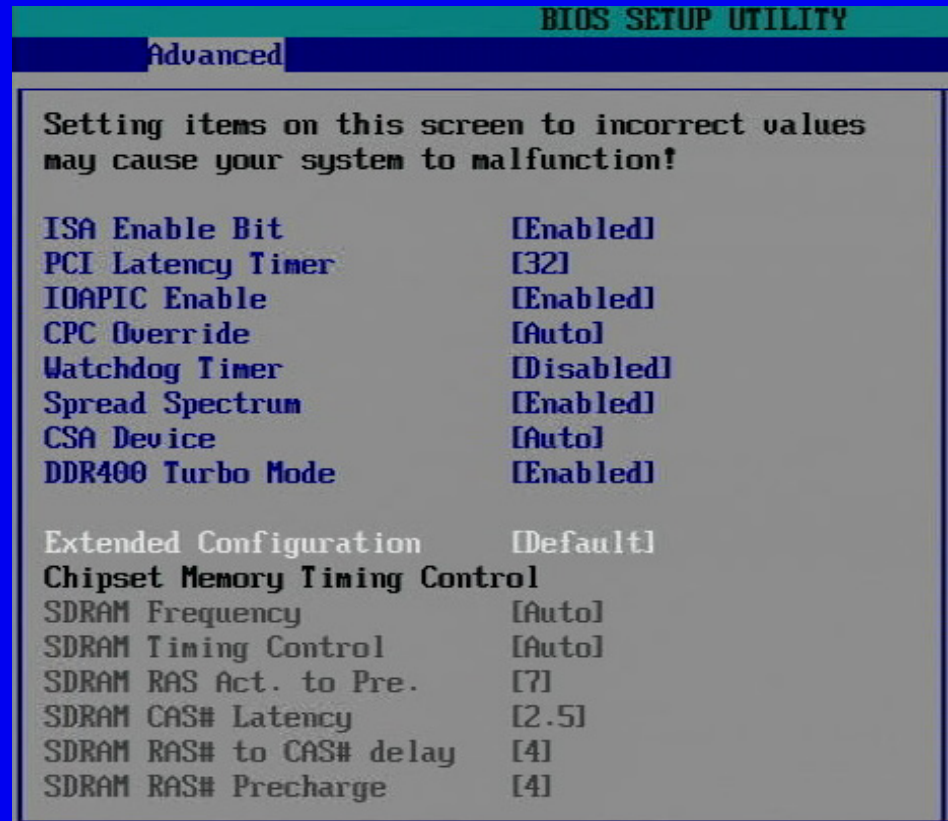 BIOS SETUP UTILITY
Advanced
Setting items on this screen to incorrect values
may cause your system to malfunction!
ISA Enable Bit [Enabled]
PCI Latency Timer [32]
IOAPIC Enable [Enabled]
CPC Override [Auto]
Watchdog Timer [Disabled]
Spread Spectrum [Enabled]
CSA Device [Auto]
DDR400 Turbo Mode [Enabled]
Extended Configuration [Default]
Chipset Memory Timing Control
SDRAM Frequency [Auto]
SDRAM Timing Control [Auto]
SDRAM RAS Act. to Pre. [7]
SDRAM CAS# Latency [2.5]
SDRAM RAS# to CAS# delay [4]
SDRAM RAS# Precharge [4]